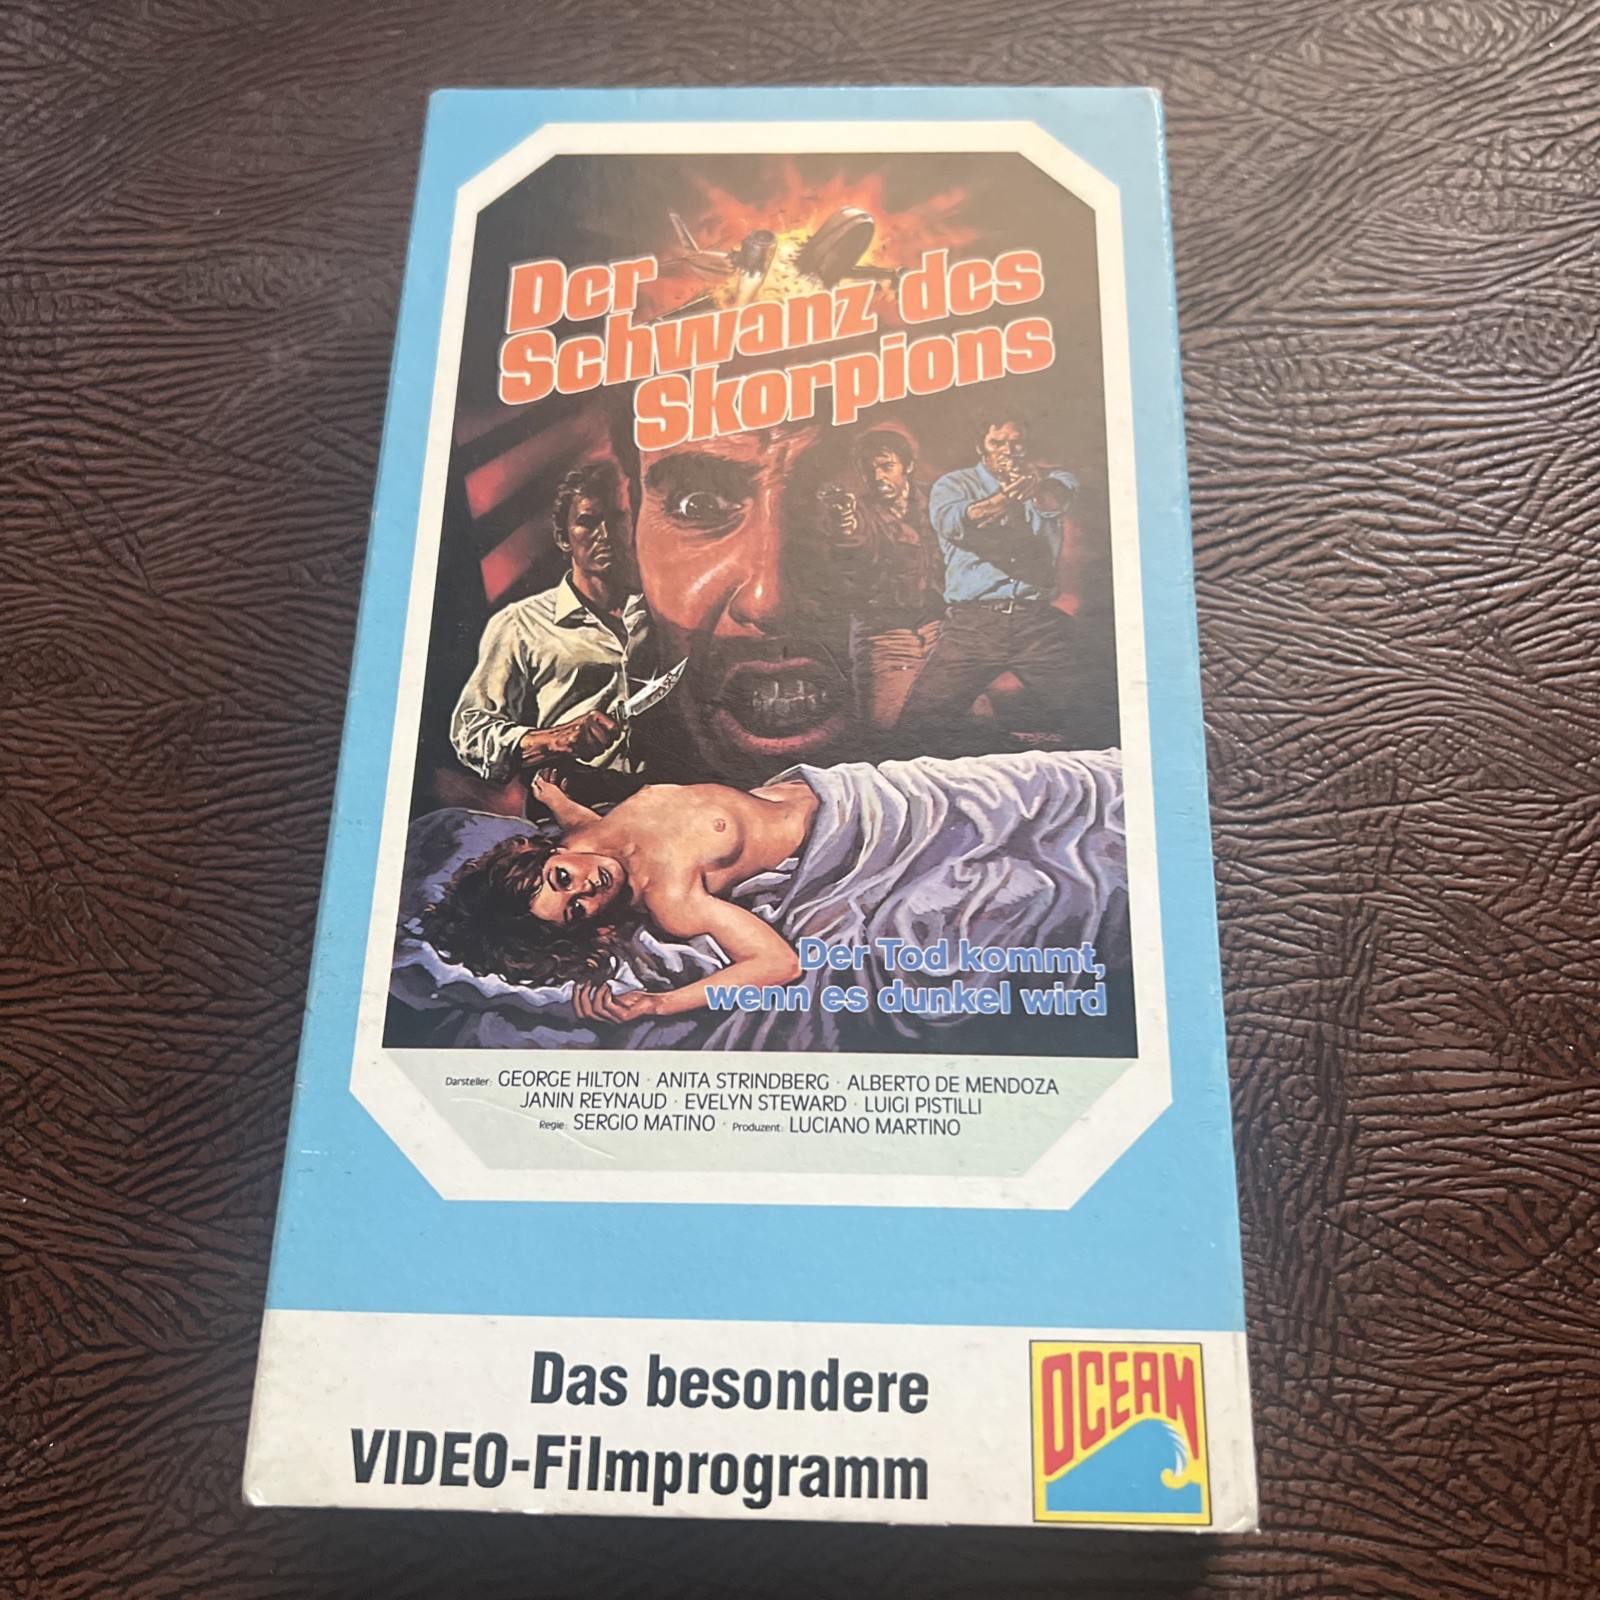 Der
Schwanz des
Skorpions
Der Tod kommt,
wenn es dunkel wird
Darsteller: GEORGE HILTON · ANITA STRINDBERG · ALBERTO DE MENDOZA
JANIN REYNAUD · EVELYN STEWARD · LUIGI PISTILLI
Regie: SERGIO MATINO · Produzent: LUCIANO MARTINO
Das besondere
VIDEO-Filmprogramm
OCEAN